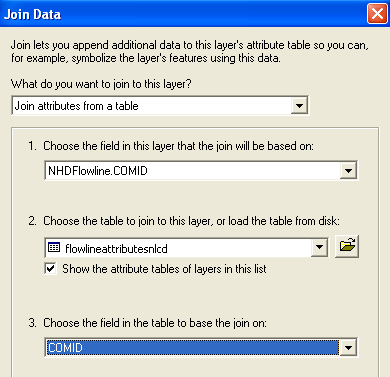 Join Data
Join lets you append additional data to this layer's attribute table so you can,
for example, symbolize the layer's features using this data.
What do you want to join to this layer?
Join attributes from a table
1. Choose the field in this layer that the join will be based on:
NHDFlowline.COMID
2. Choose the table to join to this layer, or load the table from disk:
flowlineattributesnlcd
Show the attribute tables of layers in this list
3. Choose the field in the table to base the join on:
COMID